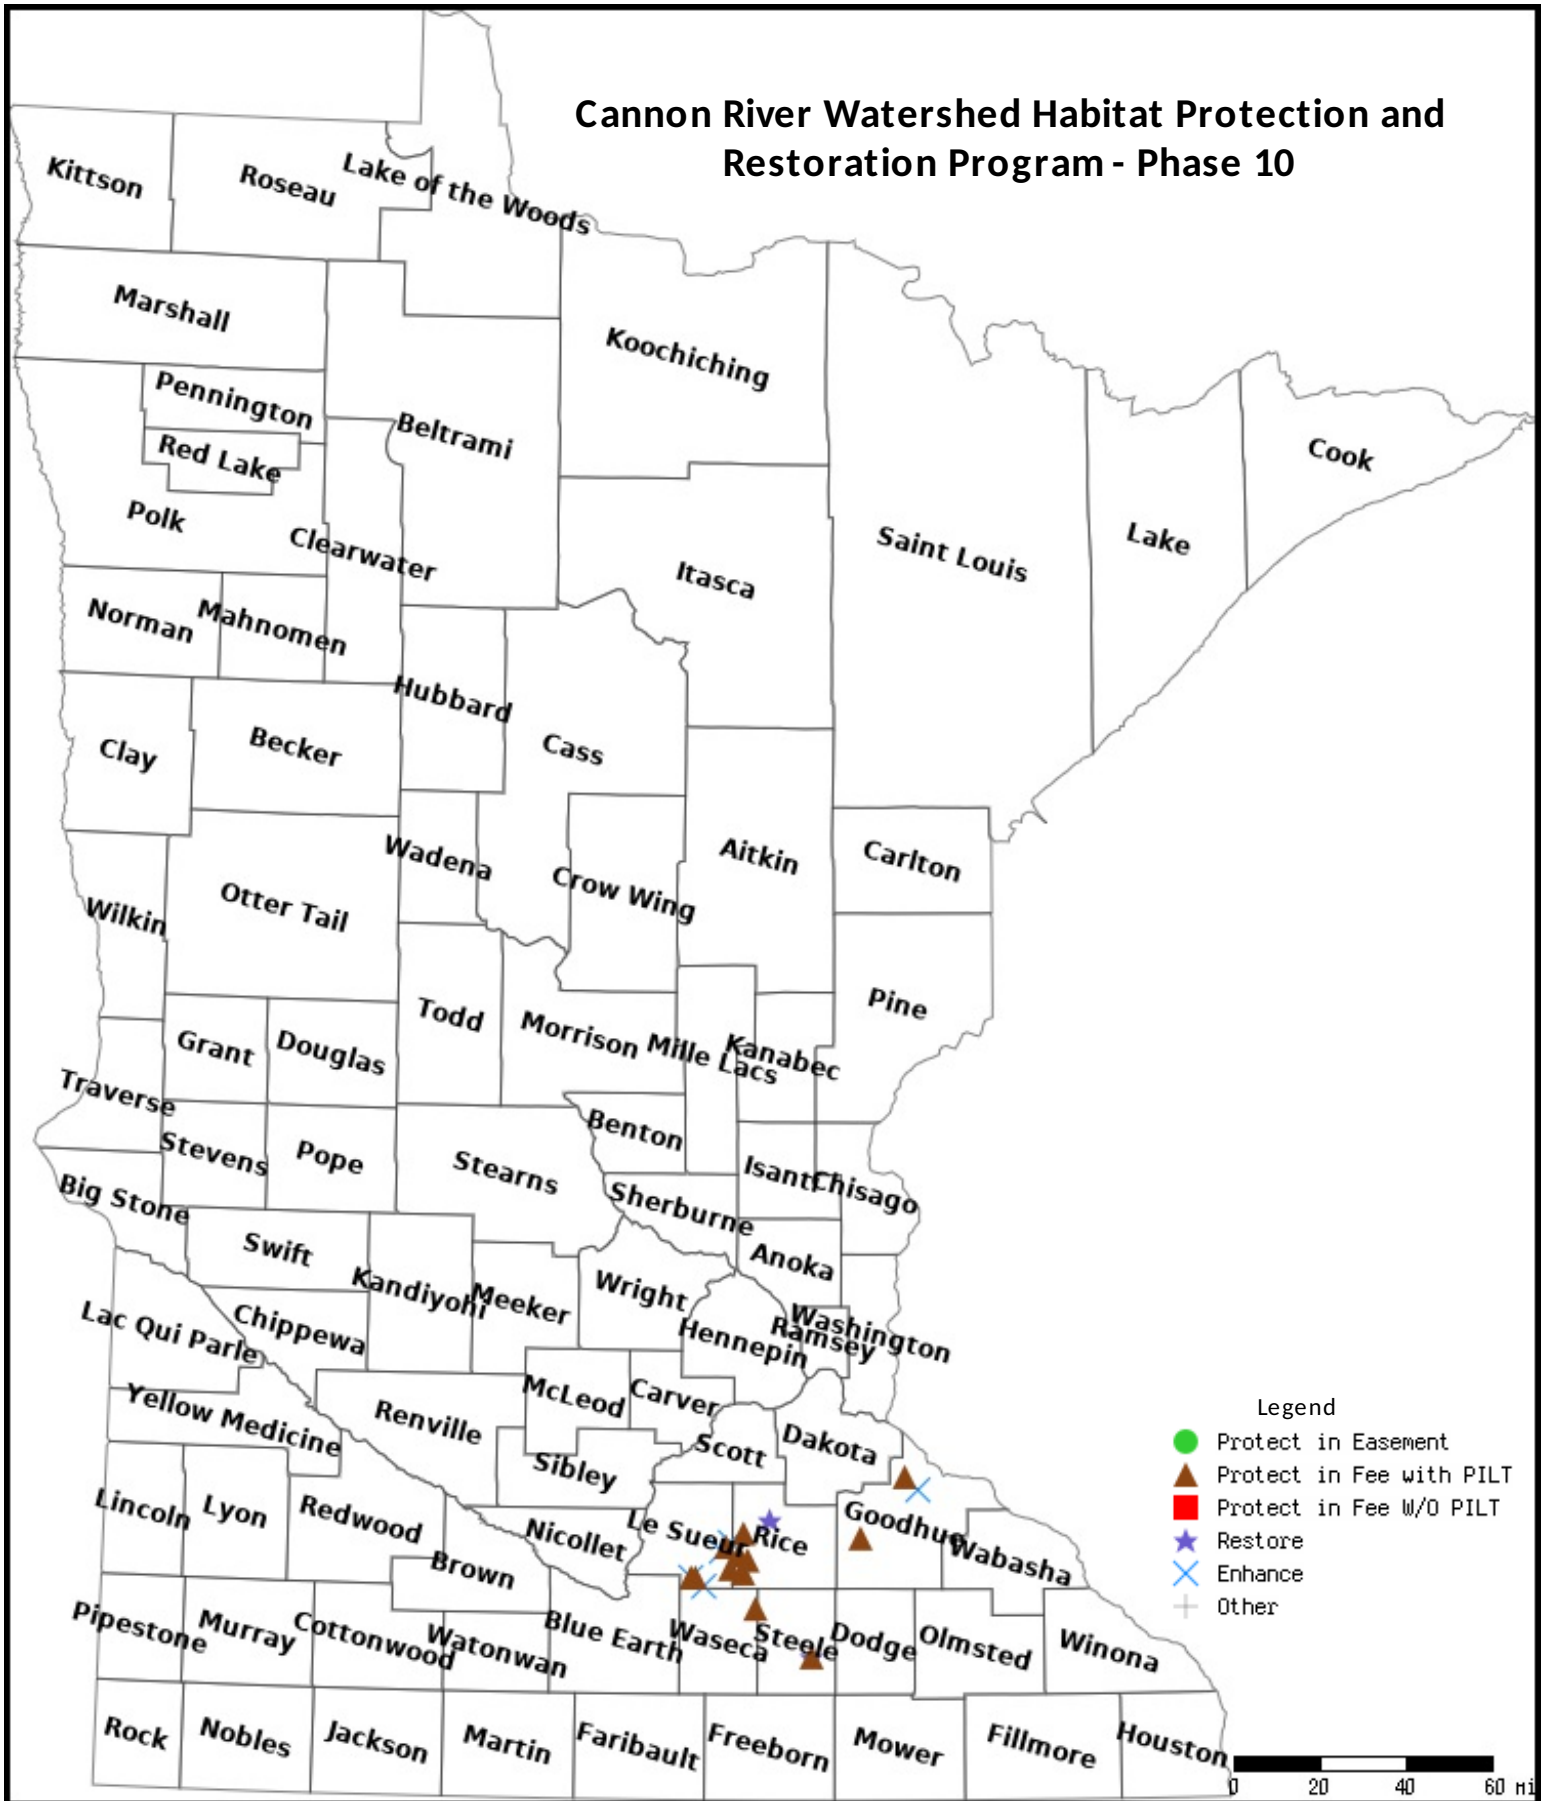 Cannon River Watershed Habitat Protection and
Restoration Program - Phase 10
Kittson
Roseau
Lake of the Woods
Marshall
Koochiching
Pennington
Beltrami
Red Lake
Cook
Polk
Clearwater
Saint Louis
Lake
Itasca
Norman
Mahnomen
Hubbard
Clay
Becker
Cass
Wadena
Aitkin
Carlton
Crow Wing
Wilkin
Otter Tail
Pine
Todd
Morrison
Mille Lacs
Kanabec
Grant
Douglas
Traverse
Benton
Stevens
Pope
Stearns
Isanti
Chisago
Big Stone
Sherburne
Swift
Anoka
Kandiyohi
Meeker
Wright
Washington
Ramsey
Hennepin
Lac Qui Parle
Chippewa
McLeod
Carver
Yellow Medicine
Renville
Scott
Dakota
Sibley
Legend
Protect in Easement
Protect in Fee with PILT
Protect in Fee W/O PILT
Restore
Enhance
Other
Lincoln
Lyon
Redwood
Nicollet
Le Sueur
Rice
Goodhue
Wabasha
Brown
Pipestone
Murray
Cottonwood
Watonwan
Blue Earth
Waseca
Steele
Dodge
Olmsted
Winona
Rock
Nobles
Jackson
Martin
Faribault
Freeborn
Mower
Fillmore
Houston
0 20 40 60 mi